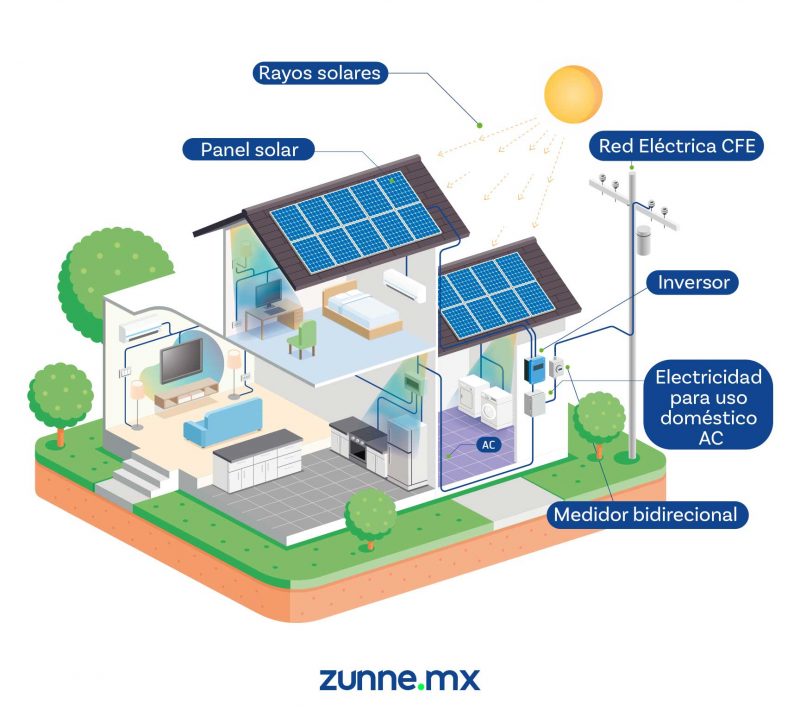 Rayos solares
Panel solar
Red Eléctrica CFE
Inversor
Electricidad
para uso
doméstico
AC
AC
Medidor bidirecional
zunne.mx